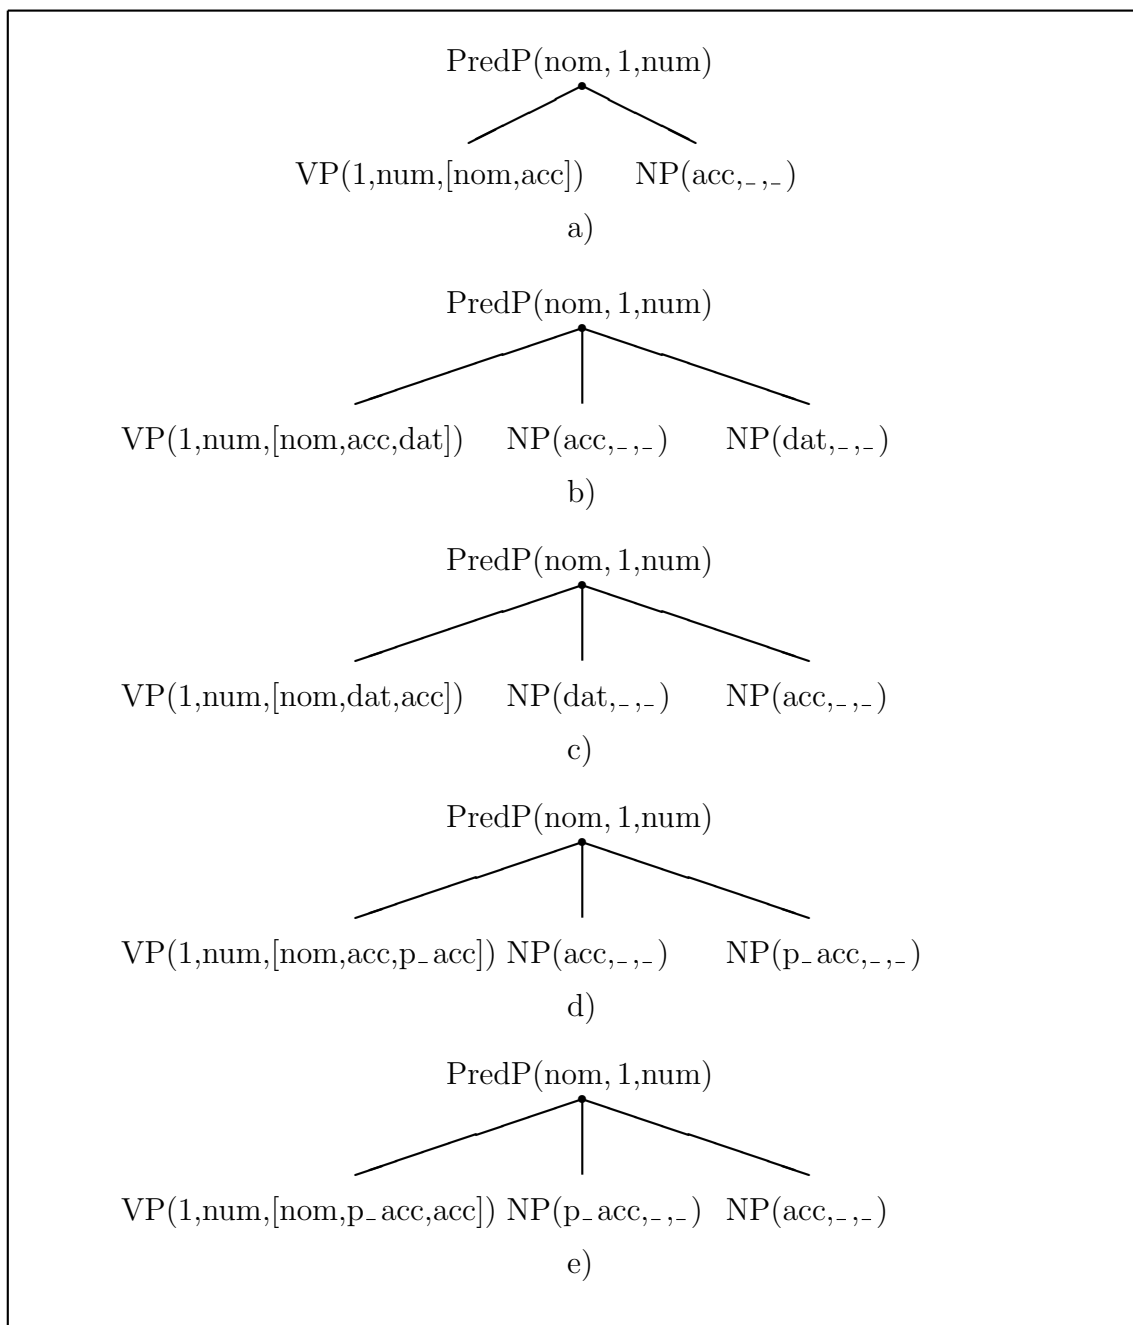 PredP(nom, 1,num)
VP(1,num,[nom,acc]) NP(acc,_,_)
a)
PredP(nom, 1,num)
VP(1,num,[nom,acc,dat]) NP(acc,_,_) NP(dat,_,_)
b)
PredP(nom, 1,num)
VP(1,num,[nom,dat,acc]) NP(dat,_,_) NP(acc,_,_)
c)
PredP(nom, 1,num)
VP(1,num,[nom,acc,p_acc]) NP(acc,_,_) NP(p_acc,_,_)
d)
PredP(nom, 1,num)
VP(1,num,[nom,p_acc,acc]) NP(p_acc,_,_) NP(acc,_,_)
e)